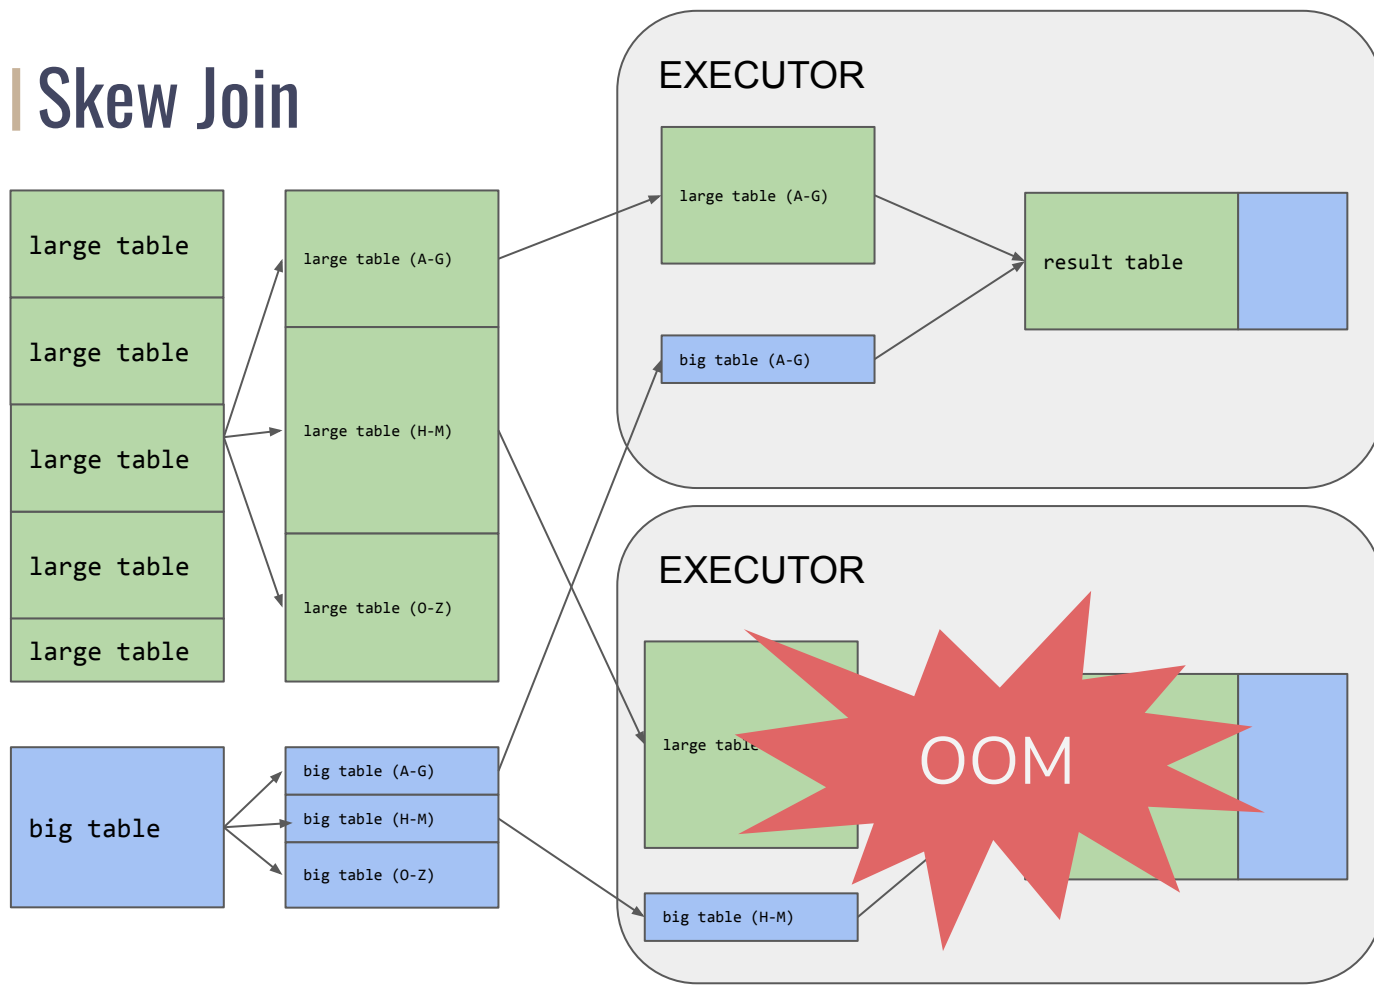 Skew Join
large table
large table
large table
large table
large table
large table (A-G)
large table (H-M)
large table (O-Z)
big table
big table (A-G)
big table (H-M)
big table (O-Z)
EXECUTOR
large table (A-G)
big table (A-G)
result table
EXECUTOR
large table
big table (H-M)
OOM